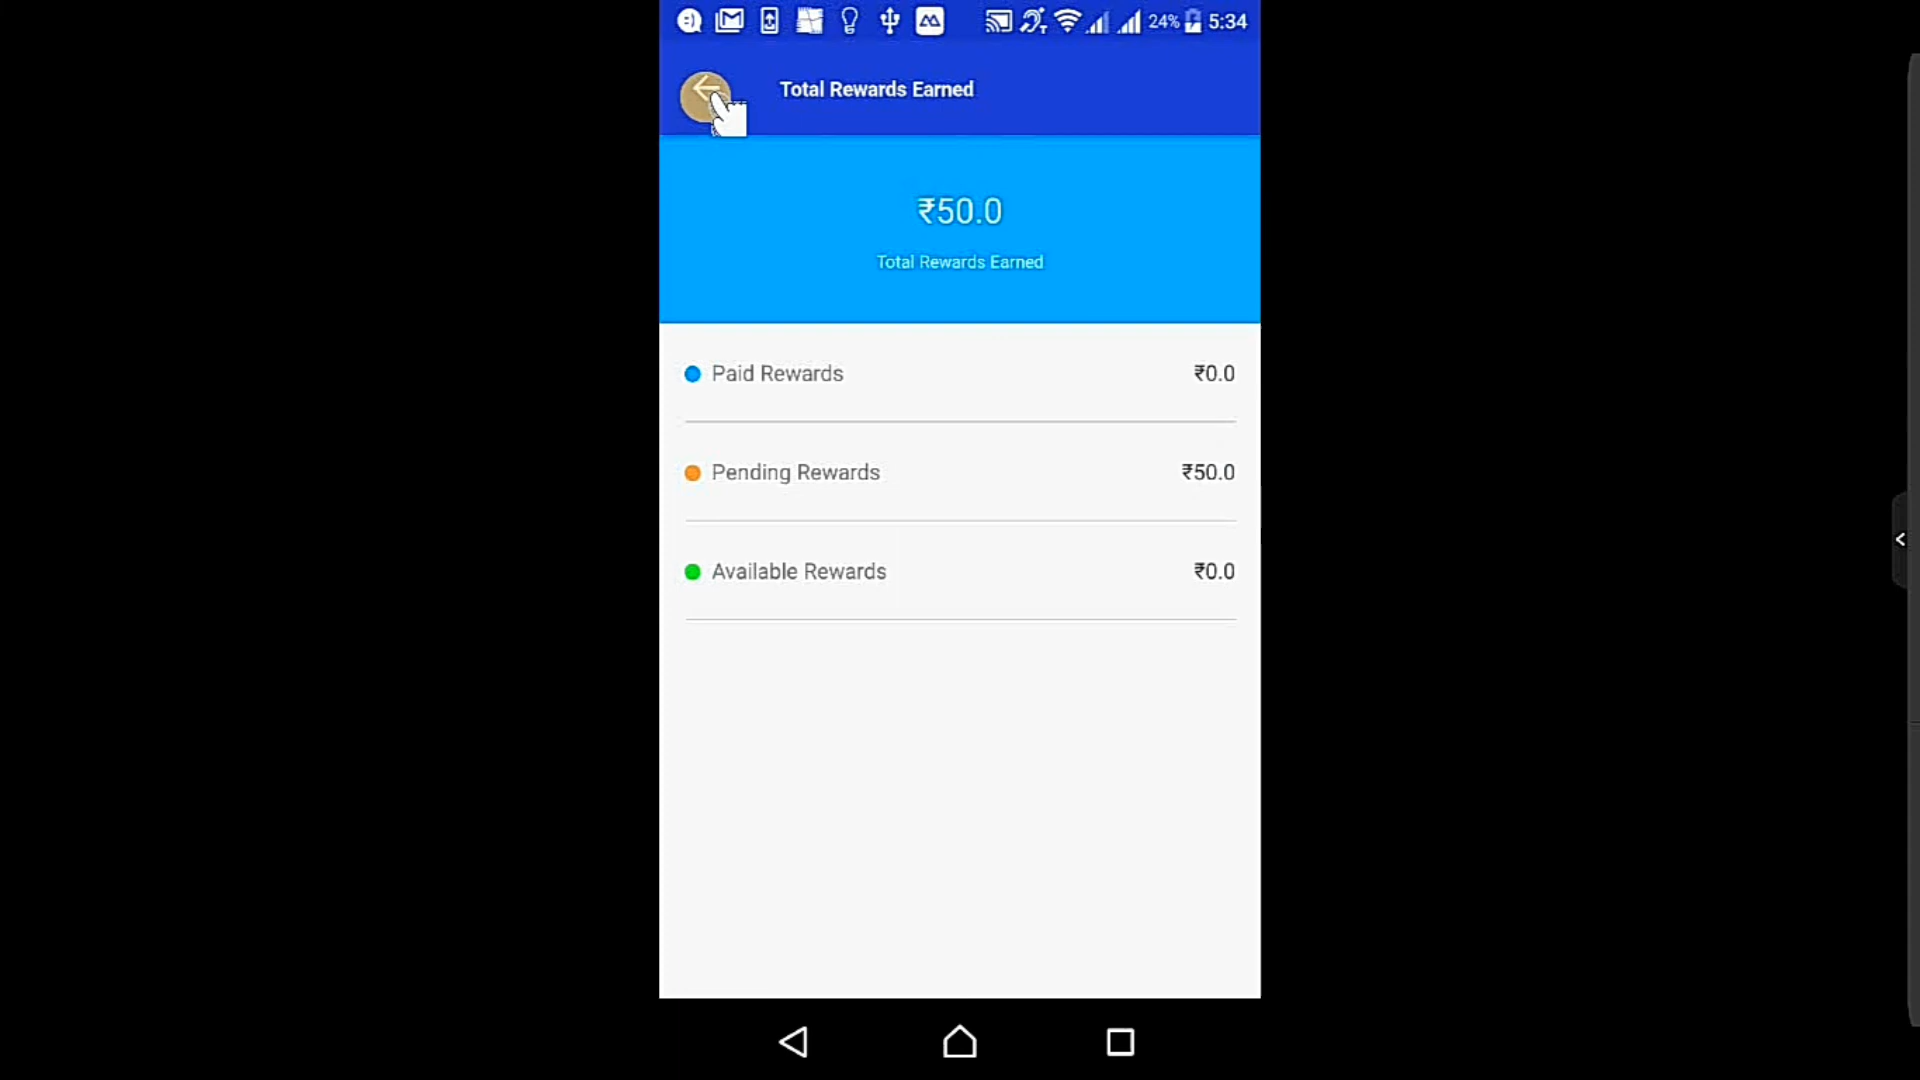 24% 5:34
Total Rewards Earned
₹50.0
Total Rewards Earned
Paid Rewards ₹0.0
Pending Rewards ₹50.0
Available Rewards ₹0.0